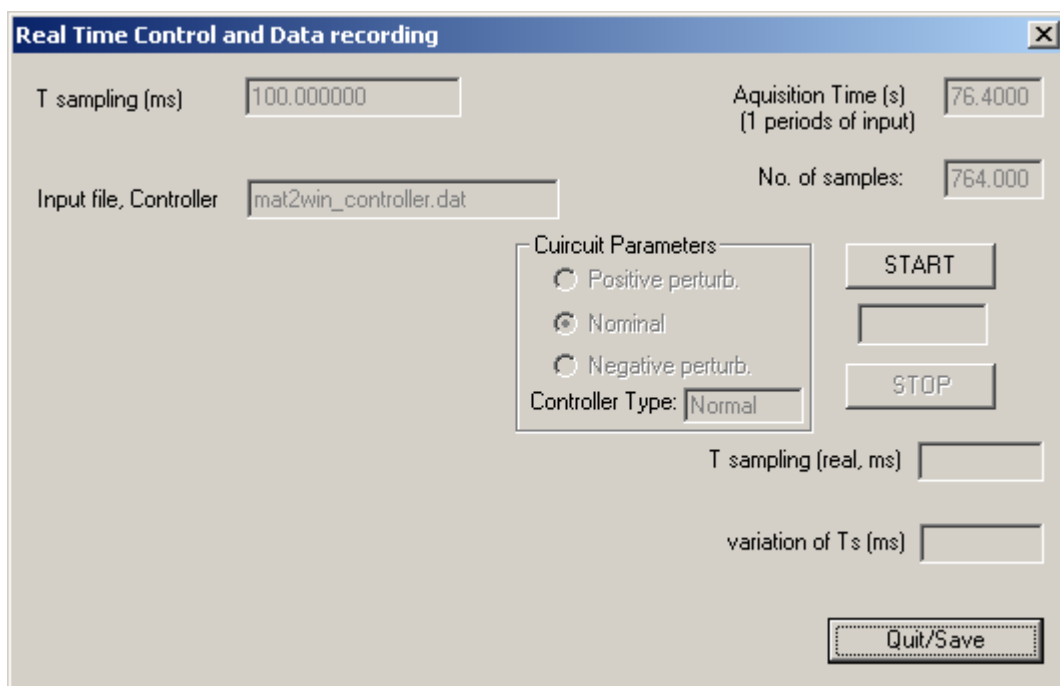 Real Time Control and Data recording
T sampling (ms) 100.000000
Aquisition Time (s) 76.4000
(1 periods of input)
No. of samples: 764.000
Input file, Controller mat2win_controller.dat
Cuircuit Parameters
Positive perturb.
Nominal
Negative perturb.
Controller Type: Normal
START
STOP
T sampling (real, ms)
variation of Ts (ms)
Quit/Save